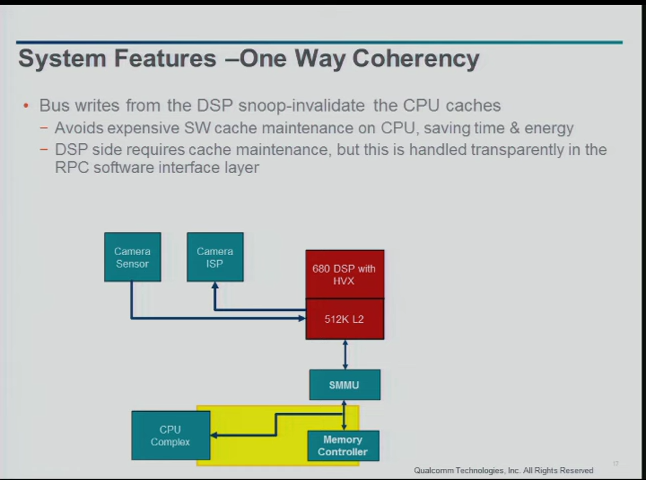 System Features –One Way Coherency
• Bus writes from the DSP snoop-invalidate the CPU caches
– Avoids expensive SW cache maintenance on CPU, saving time & energy
– DSP side requires cache maintenance, but this is handled transparently in the
RPC software interface layer
Camera
Sensor
Camera
ISP
680 DSP with
HVX
512K L2
SMMU
CPU
Complex
Memory
Controller
Qualcomm Technologies, Inc. All Rights Reserved